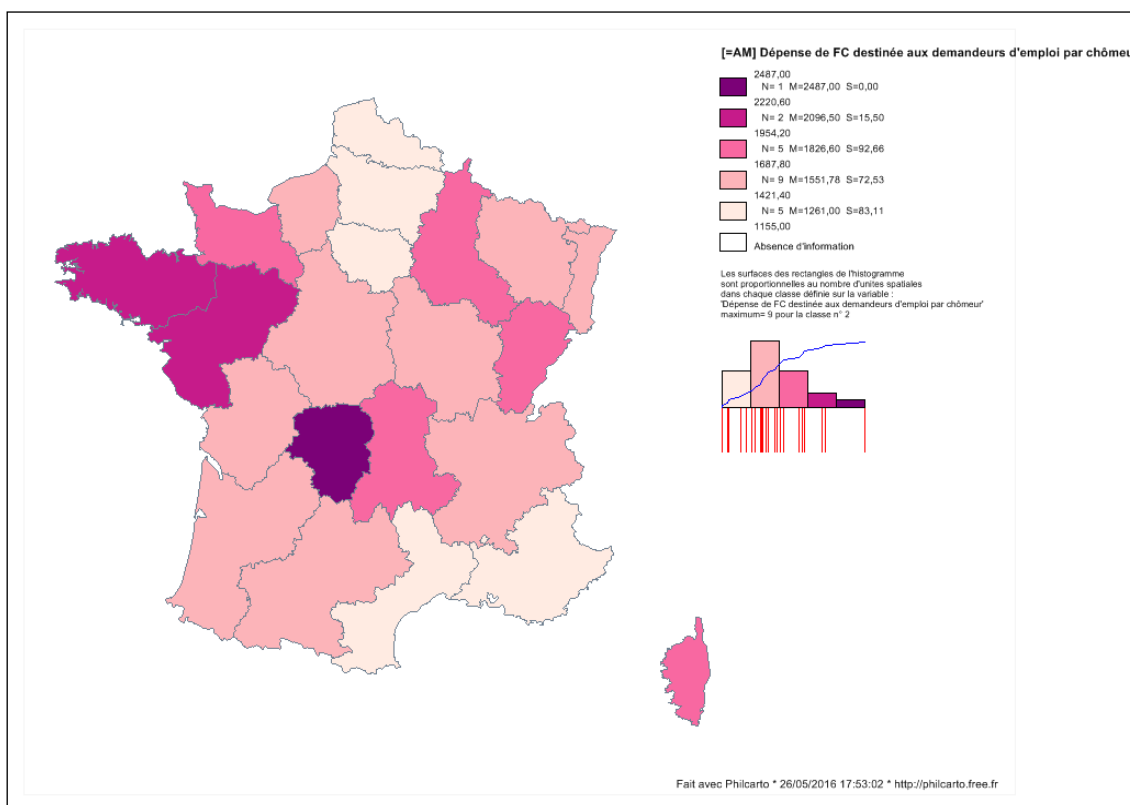 [=AM] Dépense de FC destinée aux demandeurs d'emploi par chômeu
2487,00
N= 1 M=2487,00 S=0,00
2220,60
N= 2 M=2096,50 S=15,50
1954,20
N= 5 M=1826,60 S=92,66
1687,80
N= 9 M=1551,78 S=72,53
1421,40
N= 5 M=1261,00 S=83,11
1155,00
Absence d'information
Les surfaces des rectangles de l'histogramme
sont proportionnelles au nombre d'unites spatiales
dans chaque classe définie sur la variable :
'Dépense de FC destinée aux demandeurs d'emploi par chômeur'
maximum= 9 pour la classe n° 2
Fait avec Philcarto * 26/05/2016 17:53:02 * http://philcarto.free.fr